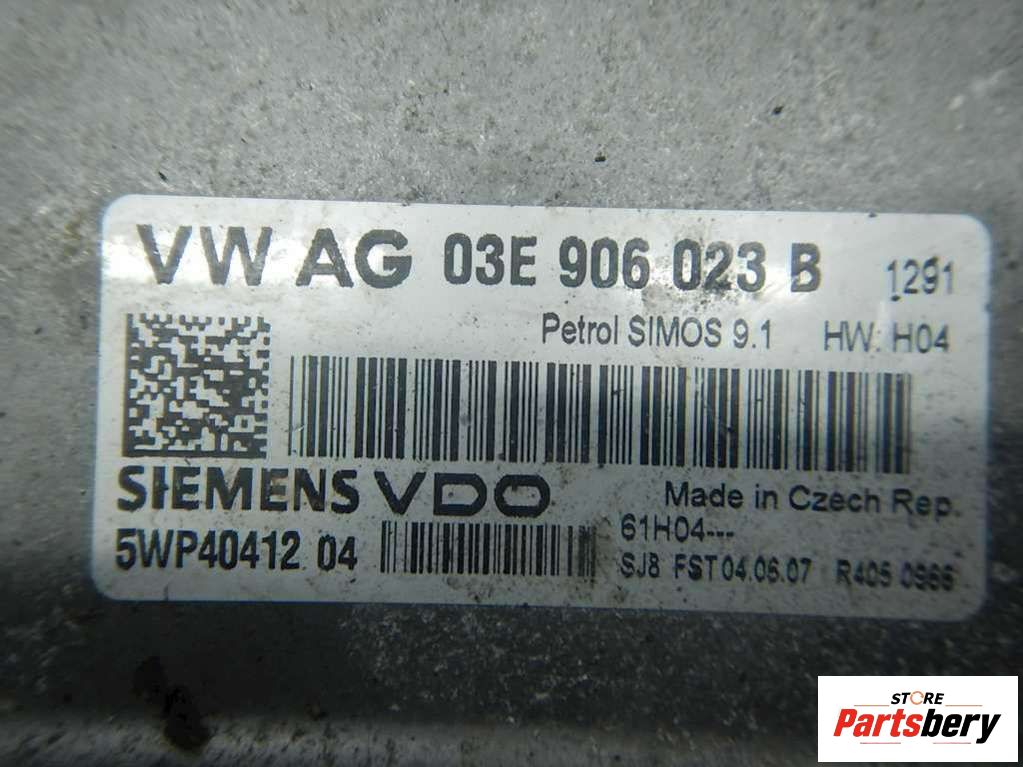 VW AG 03E 906 023 B 1291
Petrol SIMOS 9.1 HW: H04
SIEMENS VDO Made in Czech Rep.
61H04---
5WP40412 04 SJ8 FST 04.06.07 R405 0966
STORE
Partsbery